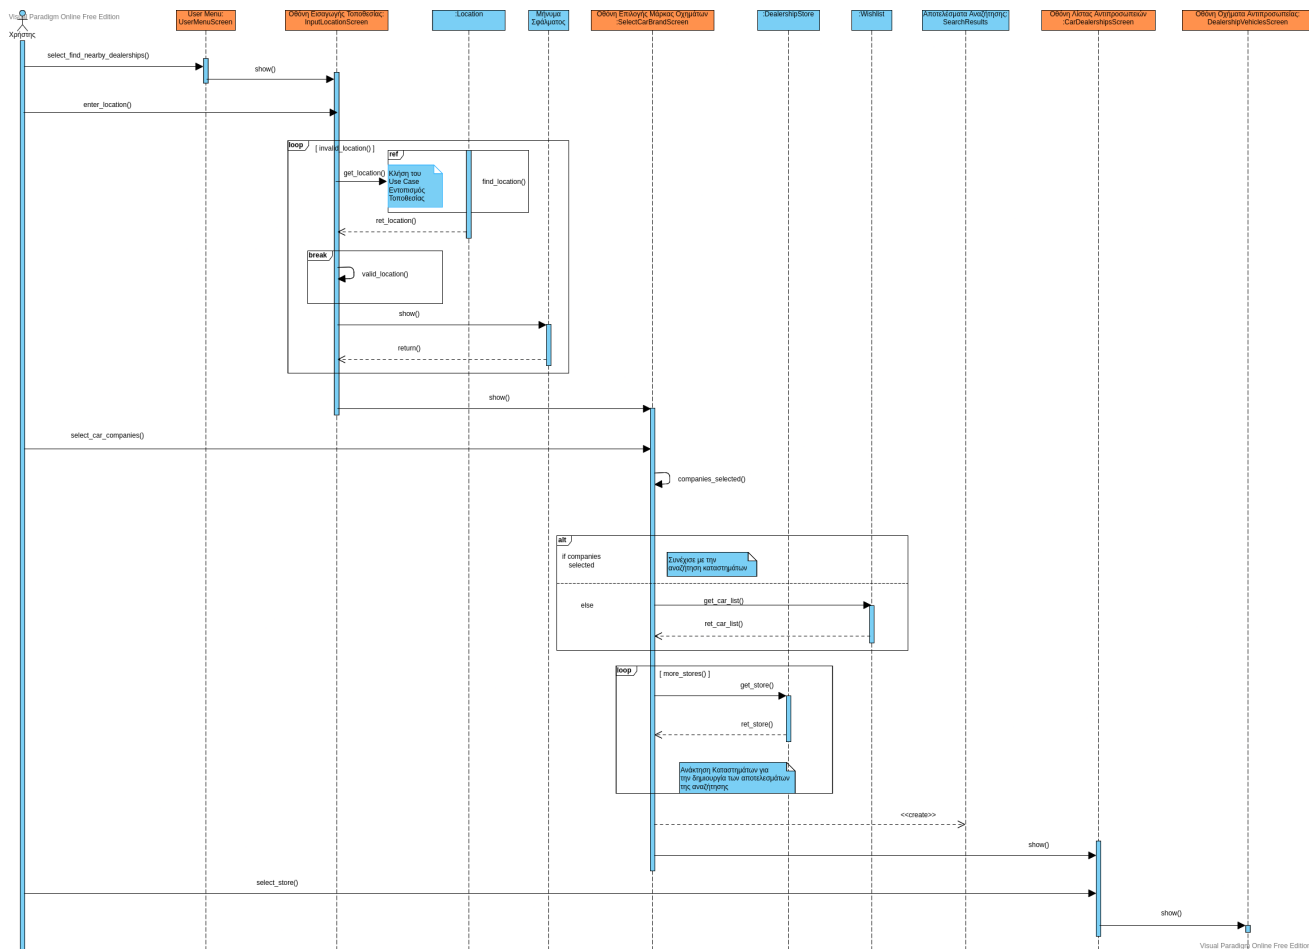 Visual Paradigm Online Free Edition
Χρήστης
User Menu:
UserMenuScreen
Οθόνη Εισαγωγής Τοποθεσίας:
InputLocationScreen
:Location
Μήνυμα
Σφάλματος
Οθόνη Επιλογής Μάρκας Οχημάτων
:SelectCarBrandScreen
:DealershipStore
:Wishlist
Αποτελέσματα Αναζήτησης:
SearchResults
Οθόνη Λίστας Αντιπροσωπειών
:CarDealershipsScreen
Οθόνη Οχήματα Αντιπροσωπείας:
DealershipVehiclesScreen
select_find_nearby_dealerships()
show()
enter_location()
loop
[ invalid_location() ]
ref
get_location()
Κλήση του
Use Case
Εντοπισμός
Τοποθεσίας
find_location()
ret_location()
break
valid_location()
show()
return()
show()
select_car_companies()
companies_selected()
alt
if companies
selected
Συνέχισε με την
αναζήτηση καταστημάτων
else
get_car_list()
ret_car_list()
loop
[ more_stores() ]
get_store()
ret_store()
Ανάκτηση Καταστημάτων για
την δημιουργία των αποτελεσμάτων
της αναζήτησης
<<create>>
show()
select_store()
show()
Visual Paradigm Online Free Edition